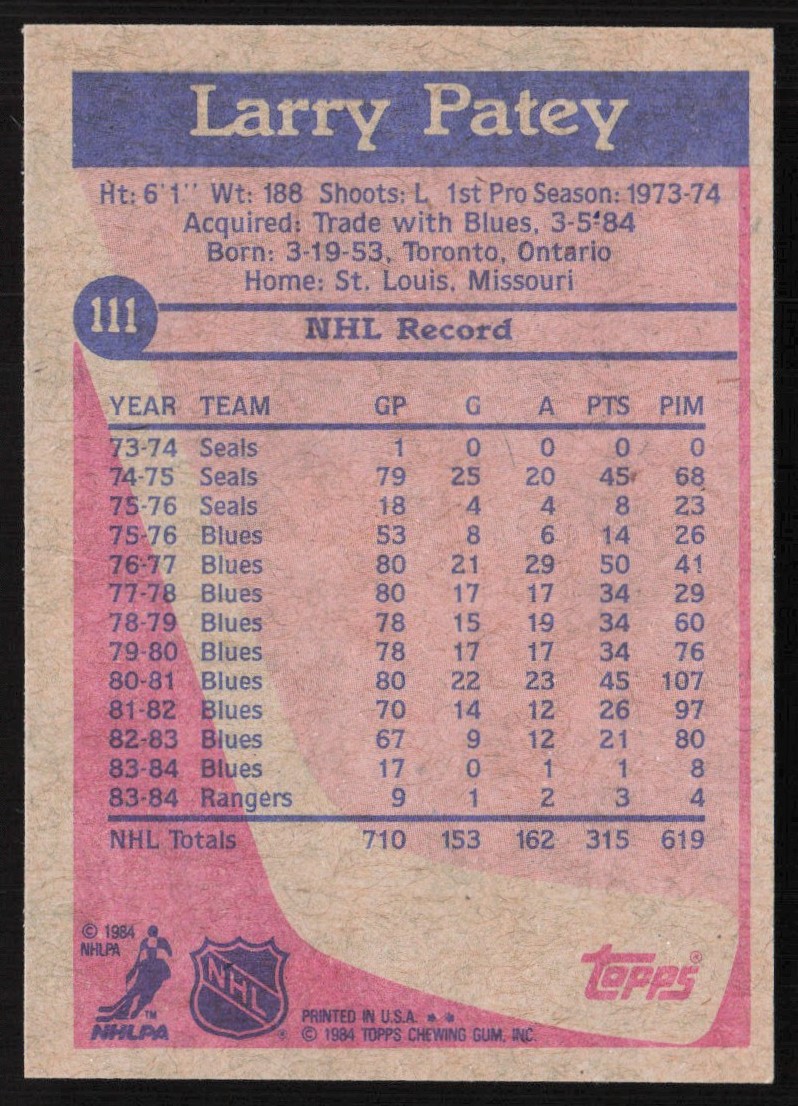 Larry Patey
Ht: 6'1'' Wt: 188 Shoots: L 1st Pro Season: 1973-74
Acquired: Trade with Blues, 3-5-84
Born: 3-19-53, Toronto, Ontario
Home: St. Louis, Missouri
111
NHL Record
YEAR TEAM GP G A PTS PIM
73-74 Seals 1 0 0 0 0
74-75 Seals 79 25 20 45 68
75-76 Seals 18 4 4 8 23
75-76 Blues 53 8 6 14 26
76-77 Blues 80 21 29 50 41
77-78 Blues 80 17 17 34 29
78-79 Blues 78 15 19 34 60
79-80 Blues 78 17 17 34 76
80-81 Blues 80 22 23 45 107
81-82 Blues 70 14 12 26 97
82-83 Blues 67 9 12 21 80
83-84 Blues 17 0 1 1 8
83-84 Rangers 9 1 2 3 4
NHL Totals 710 153 162 315 619
© 1984
NHLPA
TM
NHLPA
NHL
®
topps®
PRINTED IN U.S.A. * *
© 1984 TOPPS CHEWING GUM, INC.